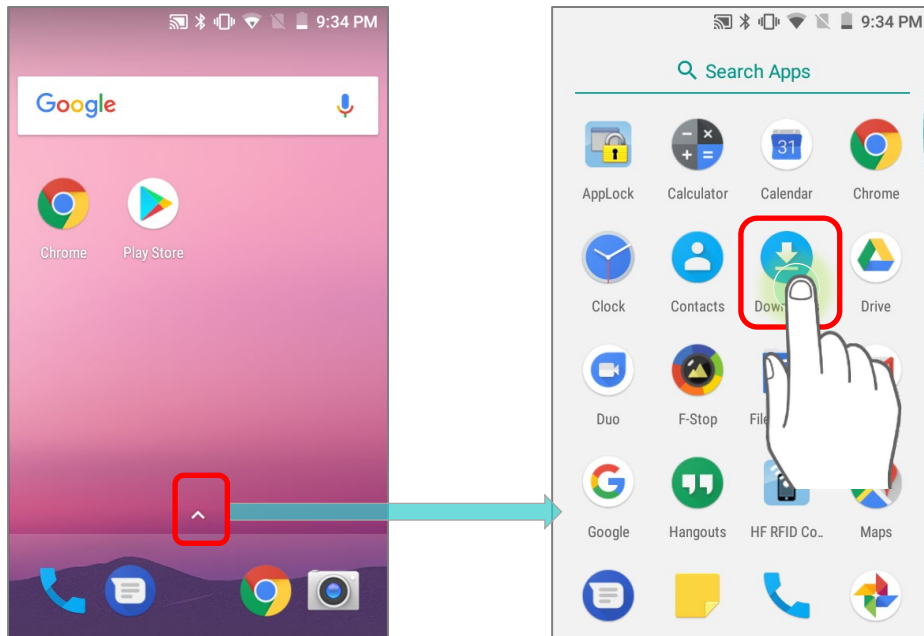 9:34 PM
Google
Chrome
Play Store
9:34 PM
Search Apps
AppLock
Calculator
Calendar
Chrome
31
Clock
Contacts
Drive
Duo
F-Stop
Google
Hangouts
HF RFID Co..
Maps